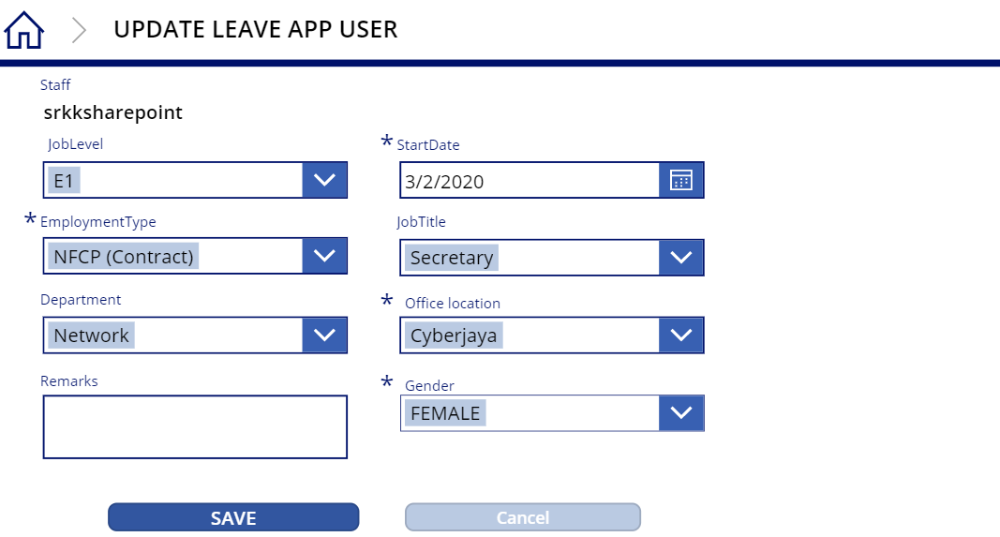 UPDATE LEAVE APP USER
Staff
srkksharepoint
JobLevel
E1
* StartDate
3/2/2020
* EmploymentType
NFCP (Contract)
JobTitle
Secretary
Department
Network
* Office location
Cyberjaya
Remarks
* Gender
FEMALE
SAVE
Cancel